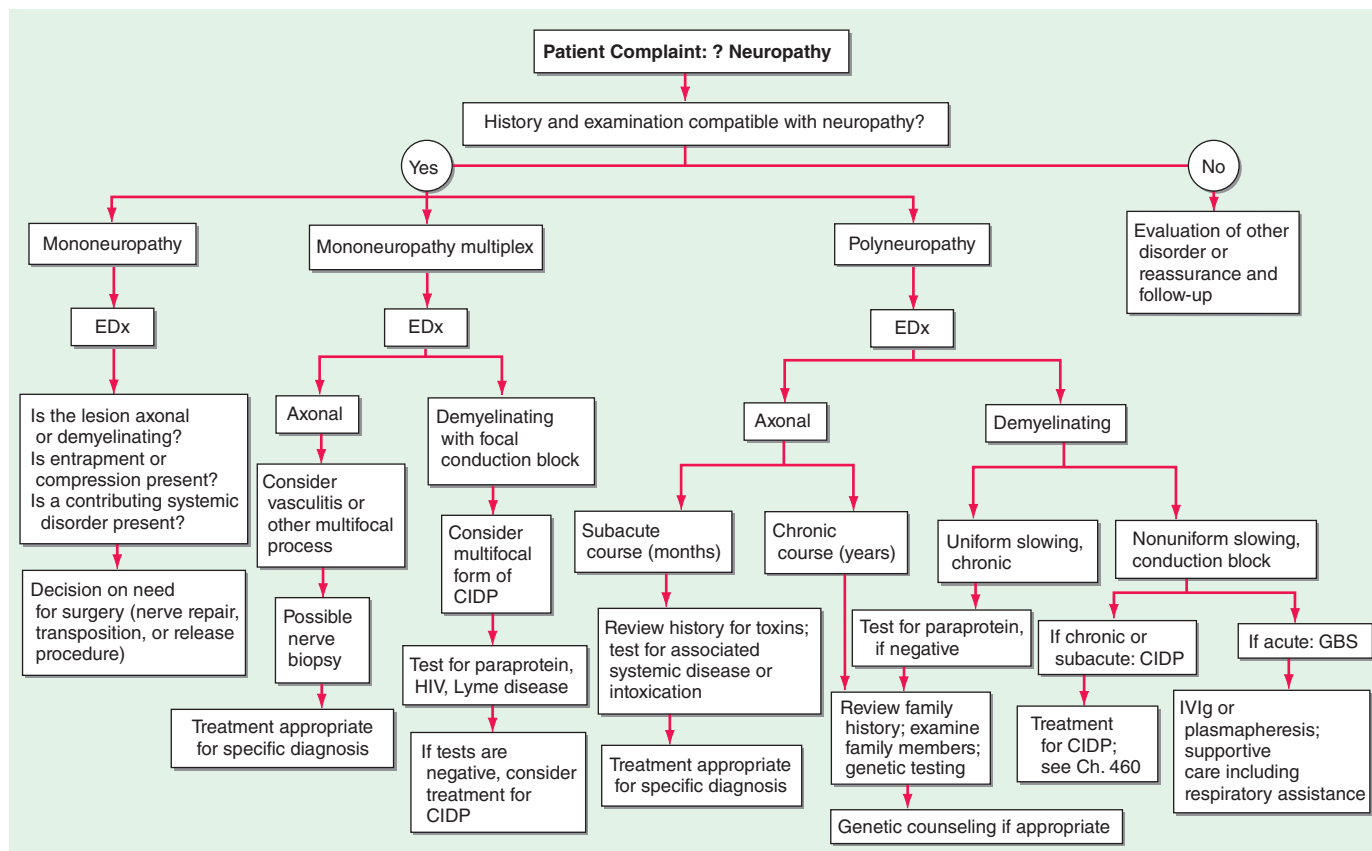 Patient Complaint: ? Neuropathy
History and examination compatible with neuropathy?
Yes
No
Mononeuropathy
Mononeuropathy multiplex
Polyneuropathy
Evaluation of other
disorder or
reassurance and
follow-up
EDx
EDx
EDx
Is the lesion axonal
or demyelinating?
Is entrapment or
compression present?
Is a contributing systemic
disorder present?
Decision on need
for surgery (nerve repair,
transposition, or release
procedure)
Axonal
Consider
vasculitis or
other multifocal
process
Possible
nerve
biopsy
Treatment appropriate
for specific diagnosis
Demyelinating
with focal
conduction block
Consider
multifocal
form of
CIDP
Test for paraprotein,
HIV, Lyme disease
If tests are
negative, consider
treatment for
CIDP
Axonal
Subacute
course (months)
Review history for toxins;
test for associated
systemic disease or
intoxication
Treatment appropriate
for specific diagnosis
Chronic
course (years)
Demyelinating
Uniform slowing,
chronic
Test for paraprotein,
if negative
Review family
history; examine
family members;
genetic testing
Genetic counseling if appropriate
Nonuniform slowing,
conduction block
If chronic or
subacute: CIDP
Treatment
for CIDP;
see Ch. 460
If acute: GBS
IVIg or
plasmapheresis;
supportive
care including
respiratory assistance